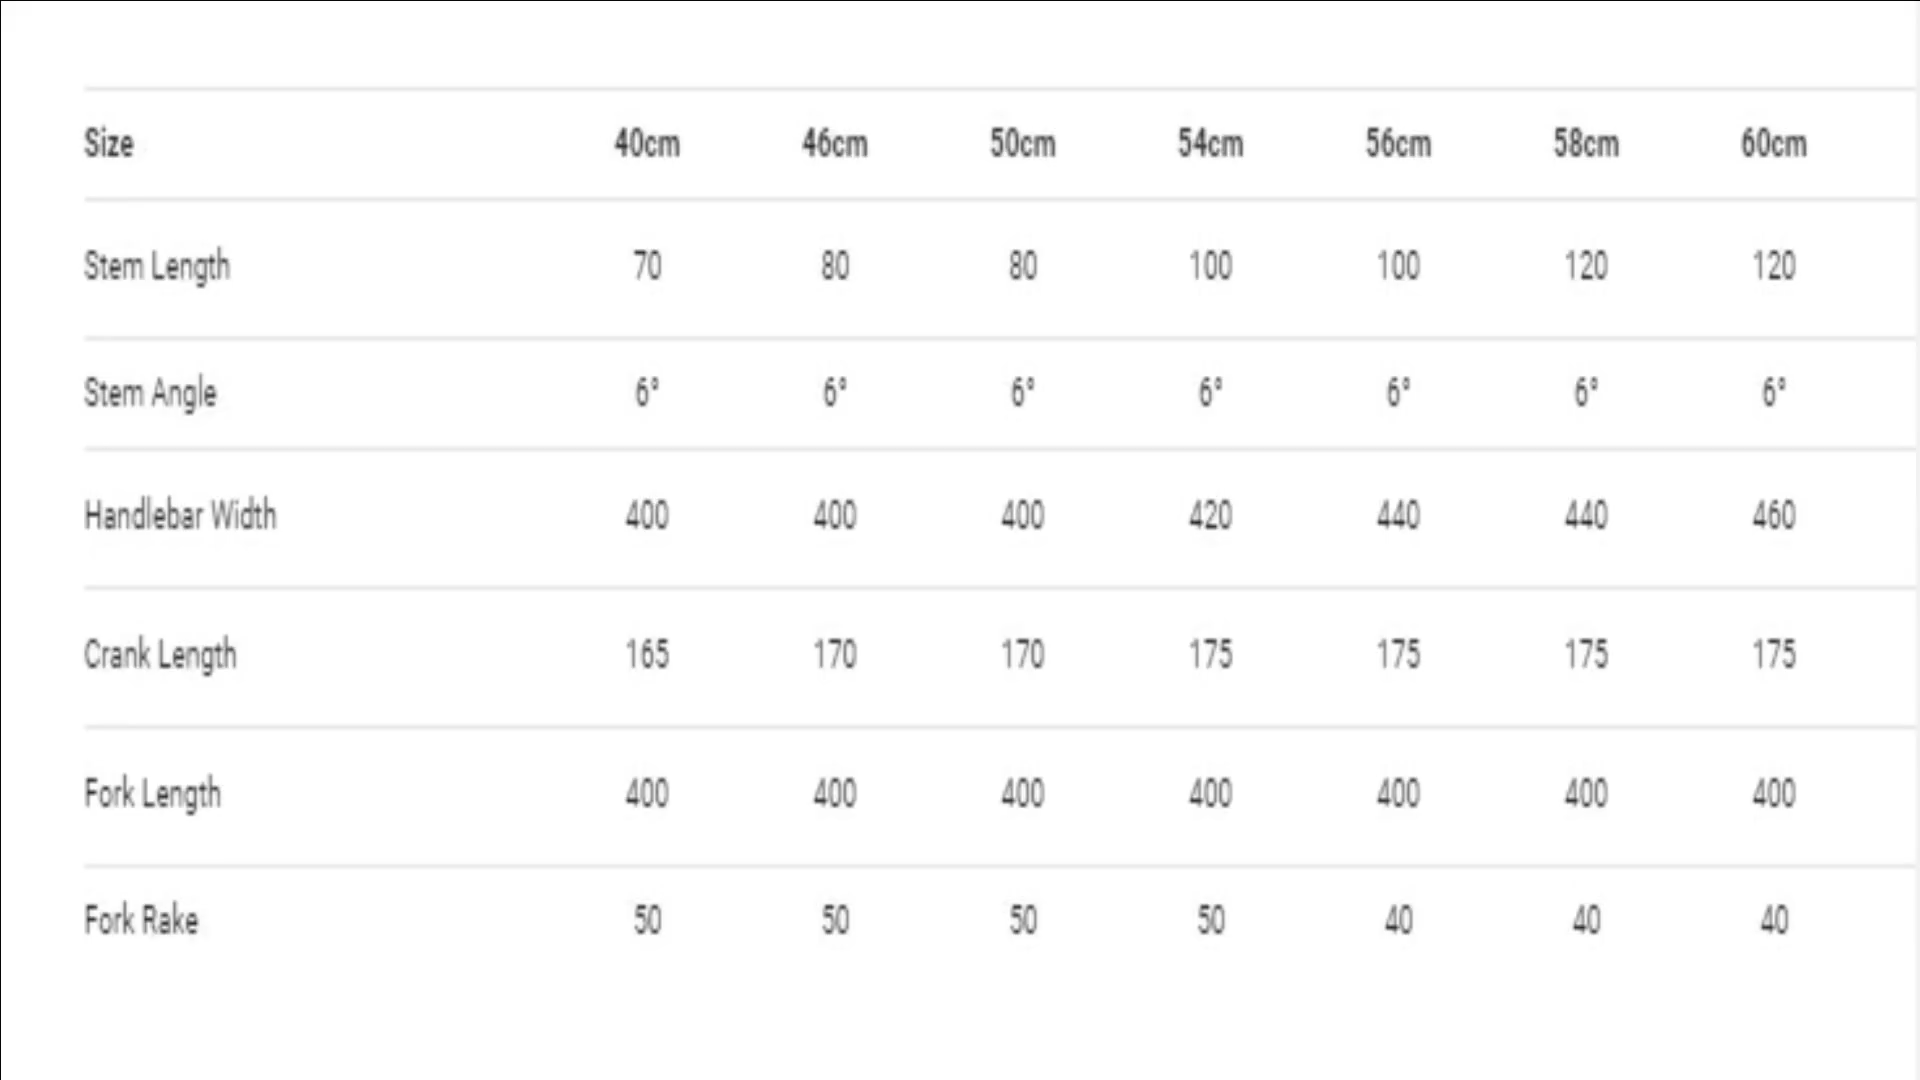 Size 40cm 46cm 50cm 54cm 56cm 58cm 60cm
Stem Length 70 80 80 100 100 120 120
Stem Angle 6° 6° 6° 6° 6° 6° 6°
Handlebar Width 400 400 400 420 440 440 460
Crank Length 165 170 170 175 175 175 175
Fork Length 400 400 400 400 400 400 400
Fork Rake 50 50 50 50 40 40 40